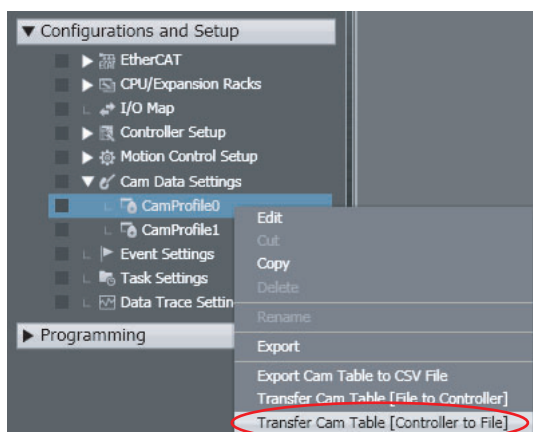 Configurations and Setup
EtherCAT
CPU/Expansion Racks
I/O Map
Controller Setup
Motion Control Setup
Cam Data Settings
CamProfile0
CamProfile1
Event Settings
Task Settings
Data Trace Settin
Programming
Edit
Cut
Copy
Delete
Rename
Export
Export Cam Table to CSV File
Transfer Cam Table [File to Controller]
Transfer Cam Table [Controller to File]